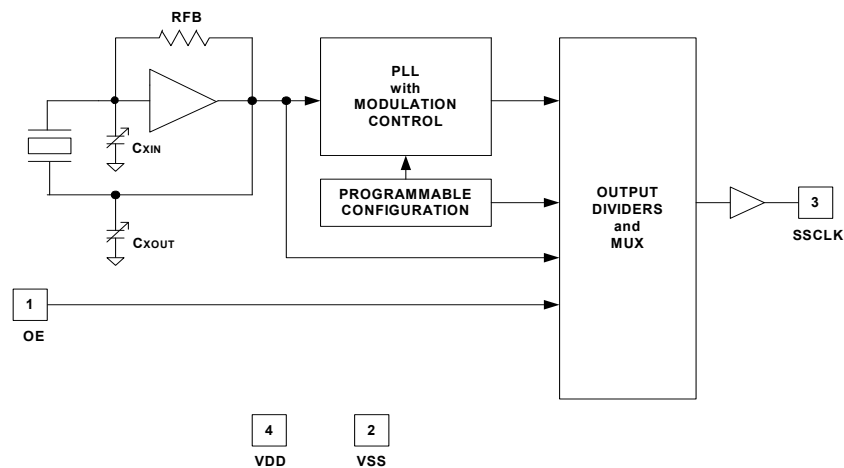 RFB
PLL
with
MODULATION
CONTROL
CXIN
PROGRAMMABLE
CONFIGURATION
OUTPUT
DIVIDERS
and
MUX
CXOUT
3
SSCLK
1
OE
4
VDD
2
VSS